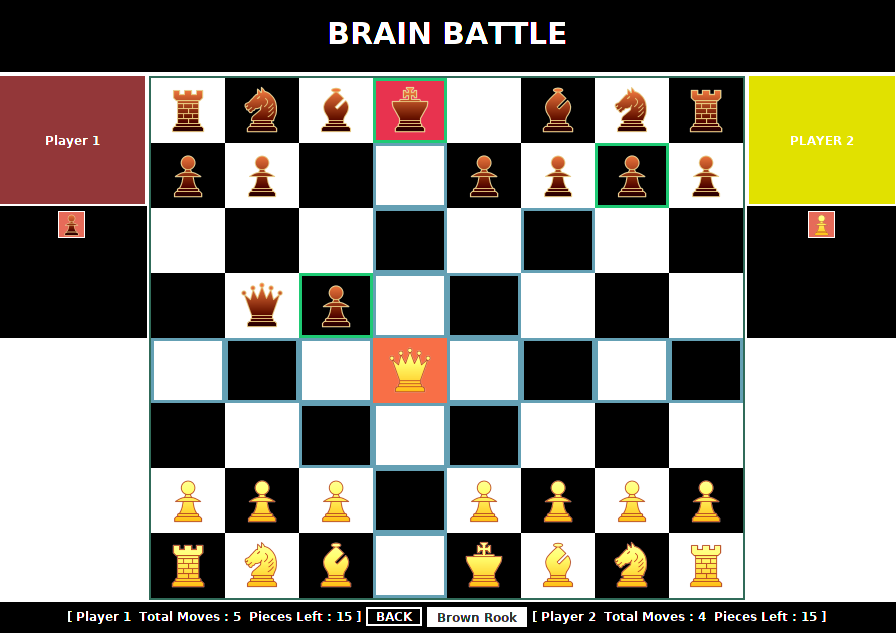 BRAIN BATTLE
Player 1
PLAYER 2
[ Player 1 Total Moves : 5 Pieces Left : 15 ] BACK Brown Rook [ Player 2 Total Moves : 4 Pieces Left : 15 ]